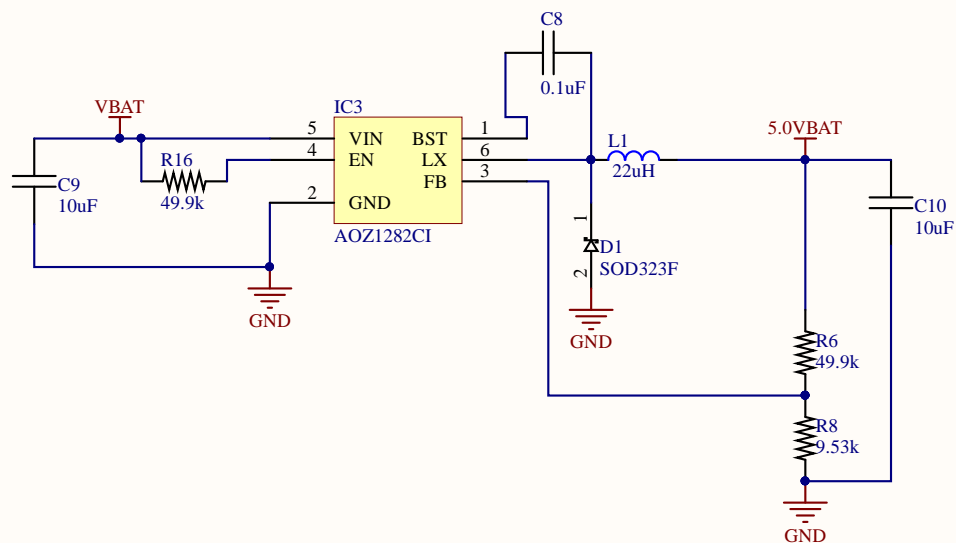 C8
0.1uF
VBAT
IC3
5 VIN BST 1
4 EN LX 6
FB 3
2 GND
AOZ1282CI
R16
49.9k
C9
10uF
GND
L1
22uH
5.0VBAT
C10
10uF
1
D1
SOD323F
2
GND
R6
49.9k
R8
9.53k
GND